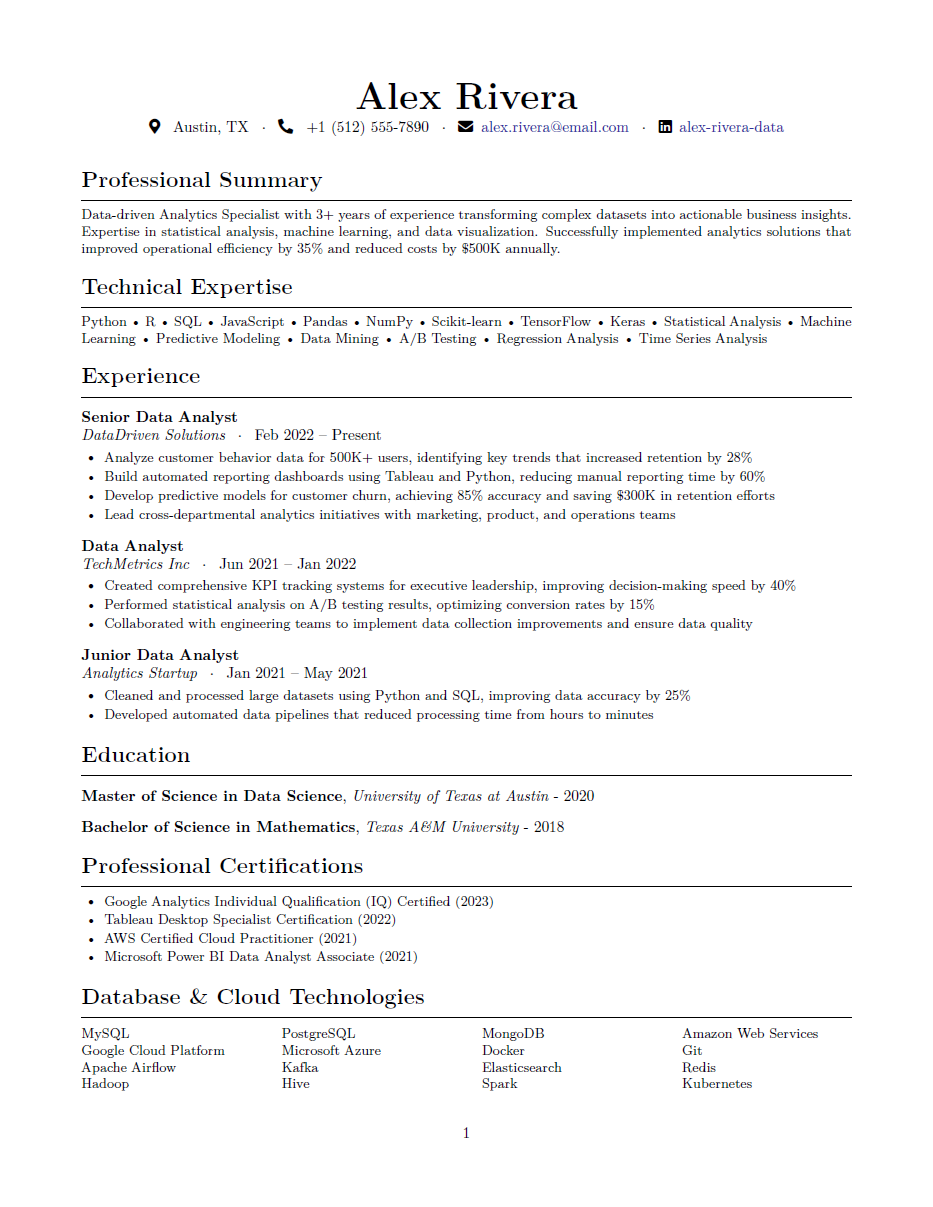 Alex Rivera
Austin, TX · +1 (512) 555-7890 · alex.rivera@email.com · alex-rivera-data
Professional Summary
Data-driven Analytics Specialist with 3+ years of experience transforming complex datasets into actionable business insights.
Expertise in statistical analysis, machine learning, and data visualization. Successfully implemented analytics solutions that
improved operational efficiency by 35% and reduced costs by $500K annually.
Technical Expertise
Python • R • SQL • JavaScript • Pandas • NumPy • Scikit-learn • TensorFlow • Keras • Statistical Analysis • Machine
Learning • Predictive Modeling • Data Mining • A/B Testing • Regression Analysis • Time Series Analysis
Experience
Senior Data Analyst
DataDriven Solutions · Feb 2022 – Present
• Analyze customer behavior data for 500K+ users, identifying key trends that increased retention by 28%
• Build automated reporting dashboards using Tableau and Python, reducing manual reporting time by 60%
• Develop predictive models for customer churn, achieving 85% accuracy and saving $300K in retention efforts
• Lead cross-departmental analytics initiatives with marketing, product, and operations teams
Data Analyst
TechMetrics Inc · Jun 2021 – Jan 2022
• Created comprehensive KPI tracking systems for executive leadership, improving decision-making speed by 40%
• Performed statistical analysis on A/B testing results, optimizing conversion rates by 15%
• Collaborated with engineering teams to implement data collection improvements and ensure data quality
Junior Data Analyst
Analytics Startup · Jan 2021 – May 2021
• Cleaned and processed large datasets using Python and SQL, improving data accuracy by 25%
• Developed automated data pipelines that reduced processing time from hours to minutes
Education
Master of Science in Data Science, University of Texas at Austin - 2020
Bachelor of Science in Mathematics, Texas A&M University - 2018
Professional Certifications
• Google Analytics Individual Qualification (IQ) Certified (2023)
• Tableau Desktop Specialist Certification (2022)
• AWS Certified Cloud Practitioner (2021)
• Microsoft Power BI Data Analyst Associate (2021)
Database & Cloud Technologies
MySQL PostgreSQL MongoDB Amazon Web Services
Google Cloud Platform Microsoft Azure Docker Git
Apache Airflow Kafka Elasticsearch Redis
Hadoop Hive Spark Kubernetes
1